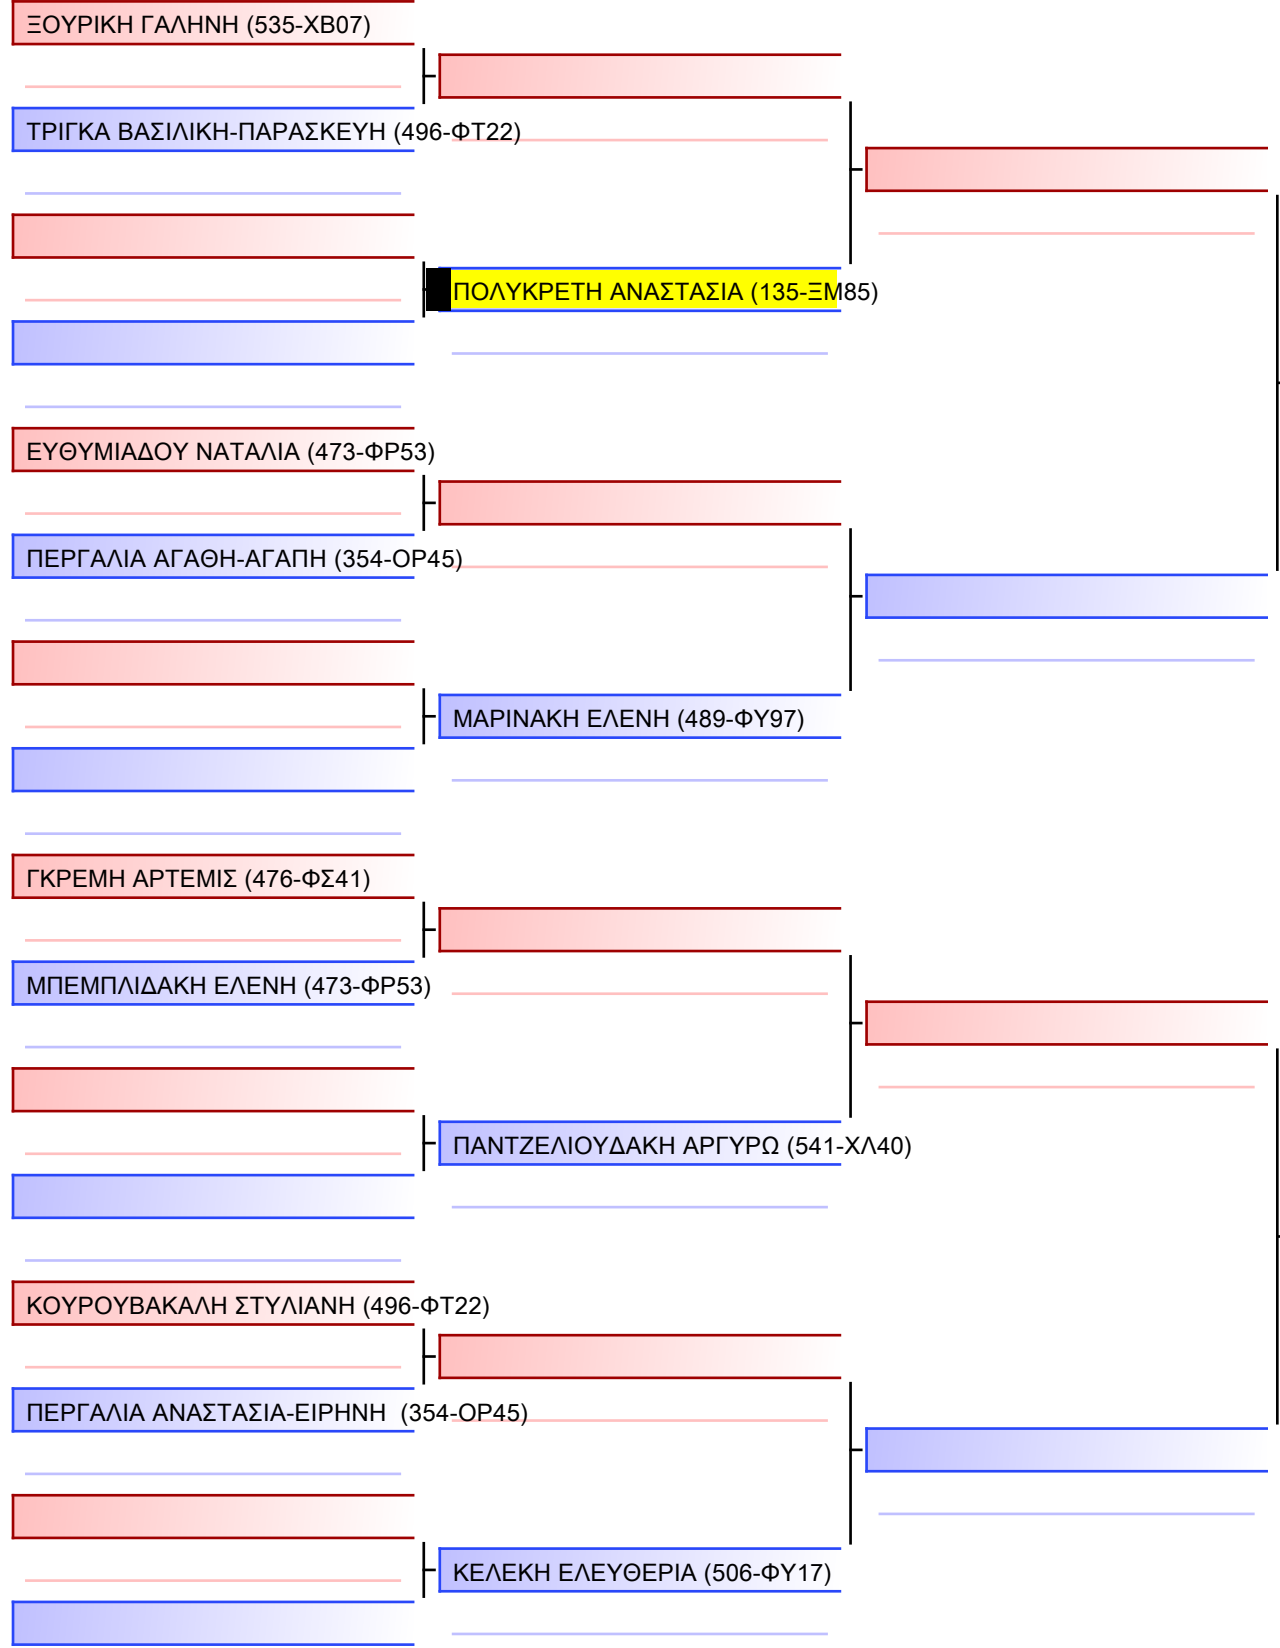 ΞΟΥΡΙΚΗ ΓΑΛΗΝΗ (535-ΧΒ07)
ΤΡΙΓΚΑ ΒΑΣΙΛΙΚΗ-ΠΑΡΑΣΚΕΥΗ (496-ΦΤ22)
ΠΟΛΥΚΡΕΤΗ ΑΝΑΣΤΑΣΙΑ (135-ΞΜ85)
ΕΥΘΥΜΙΑΔΟΥ ΝΑΤΑΛΙΑ (473-ΦΡ53)
ΠΕΡΓΑΛΙΑ ΑΓΑΘΗ-ΑΓΑΠΗ (354-ΟΡ45)
ΜΑΡΙΝΑΚΗ ΕΛΕΝΗ (489-ΦΥ97)
ΓΚΡΕΜΗ ΑΡΤΕΜΙΣ (476-ΦΣ41)
ΜΠΕΜΠΛΙΔΑΚΗ ΕΛΕΝΗ (473-ΦΡ53)
ΠΑΝΤΖΕΛΙΟΥΔΑΚΗ ΑΡΓΥΡΩ (541-ΧΛ40)
ΚΟΥΡΟΥΒΑΚΑΛΗ ΣΤΥΛΙΑΝΗ (496-ΦΤ22)
ΠΕΡΓΑΛΙΑ ΑΝΑΣΤΑΣΙΑ-ΕΙΡΗΝΗ (354-ΟΡ45)
ΚΕΛΕΚΗ ΕΛΕΥΘΕΡΙΑ (506-ΦΥ17)